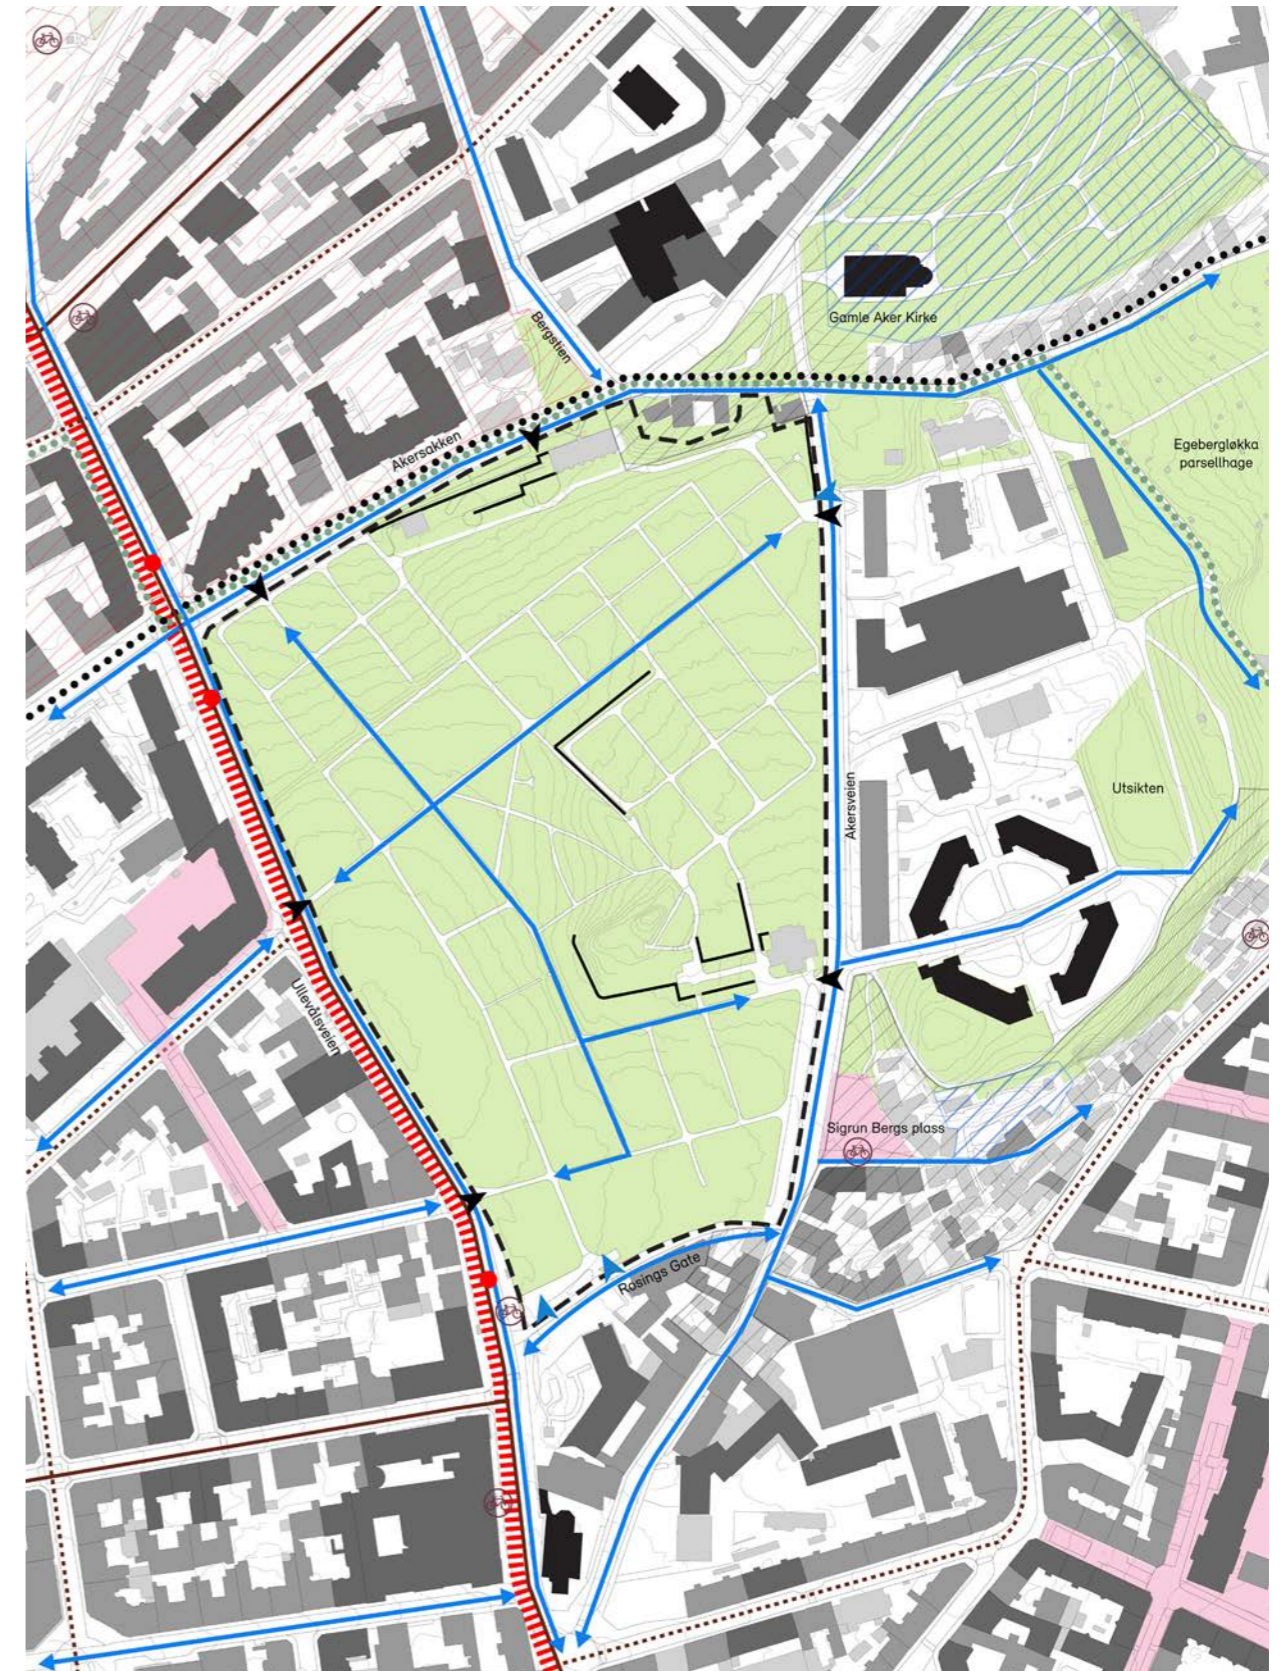 Bergstien
Gamle Aker Kirke
Akersakken
Egebergløkka
parsellhage
Utsikten
Akersveien
Ullevålsveien
Sigrun Bergs plass
Rosings Gate